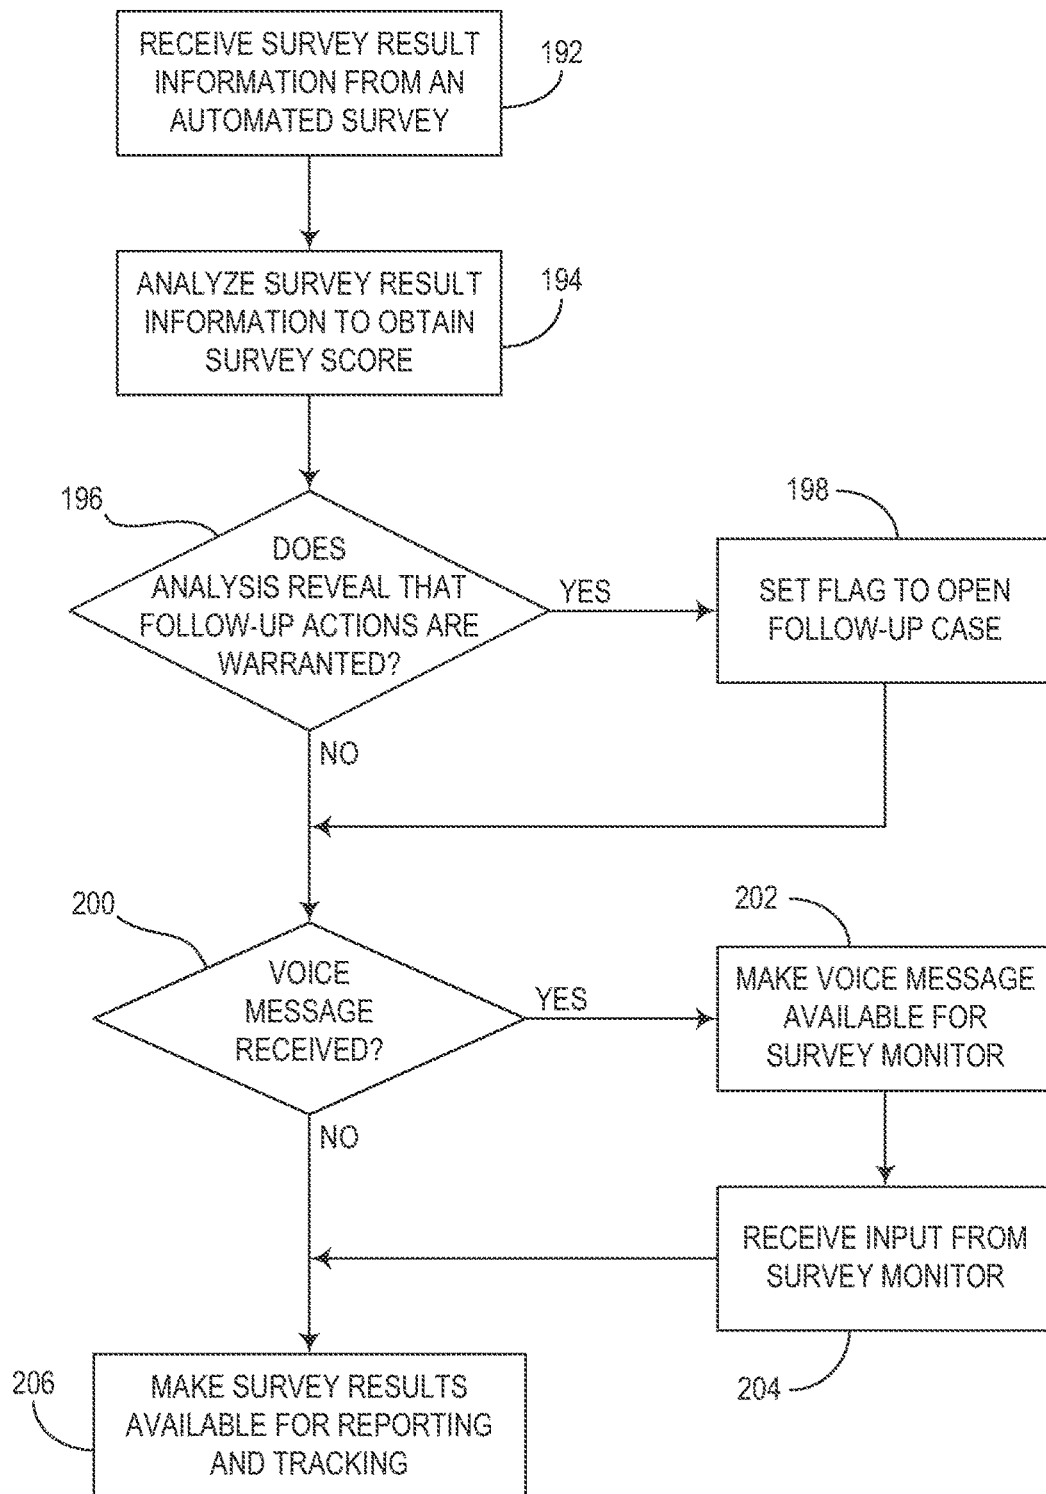 RECEIVE SURVEY RESULT
INFORMATION FROM AN
AUTOMATED SURVEY
192
ANALYZE SURVEY RESULT
INFORMATION TO OBTAIN
SURVEY SCORE
194
196
DOES
ANALYSIS REVEAL THAT
FOLLOW-UP ACTIONS ARE
WARRANTED?
YES
198
SET FLAG TO OPEN
FOLLOW-UP CASE
NO
200
VOICE
MESSAGE
RECEIVED?
YES
202
MAKE VOICE MESSAGE
AVAILABLE FOR
SURVEY MONITOR
NO
RECEIVE INPUT FROM
SURVEY MONITOR
204
206
MAKE SURVEY RESULTS
AVAILABLE FOR REPORTING
AND TRACKING